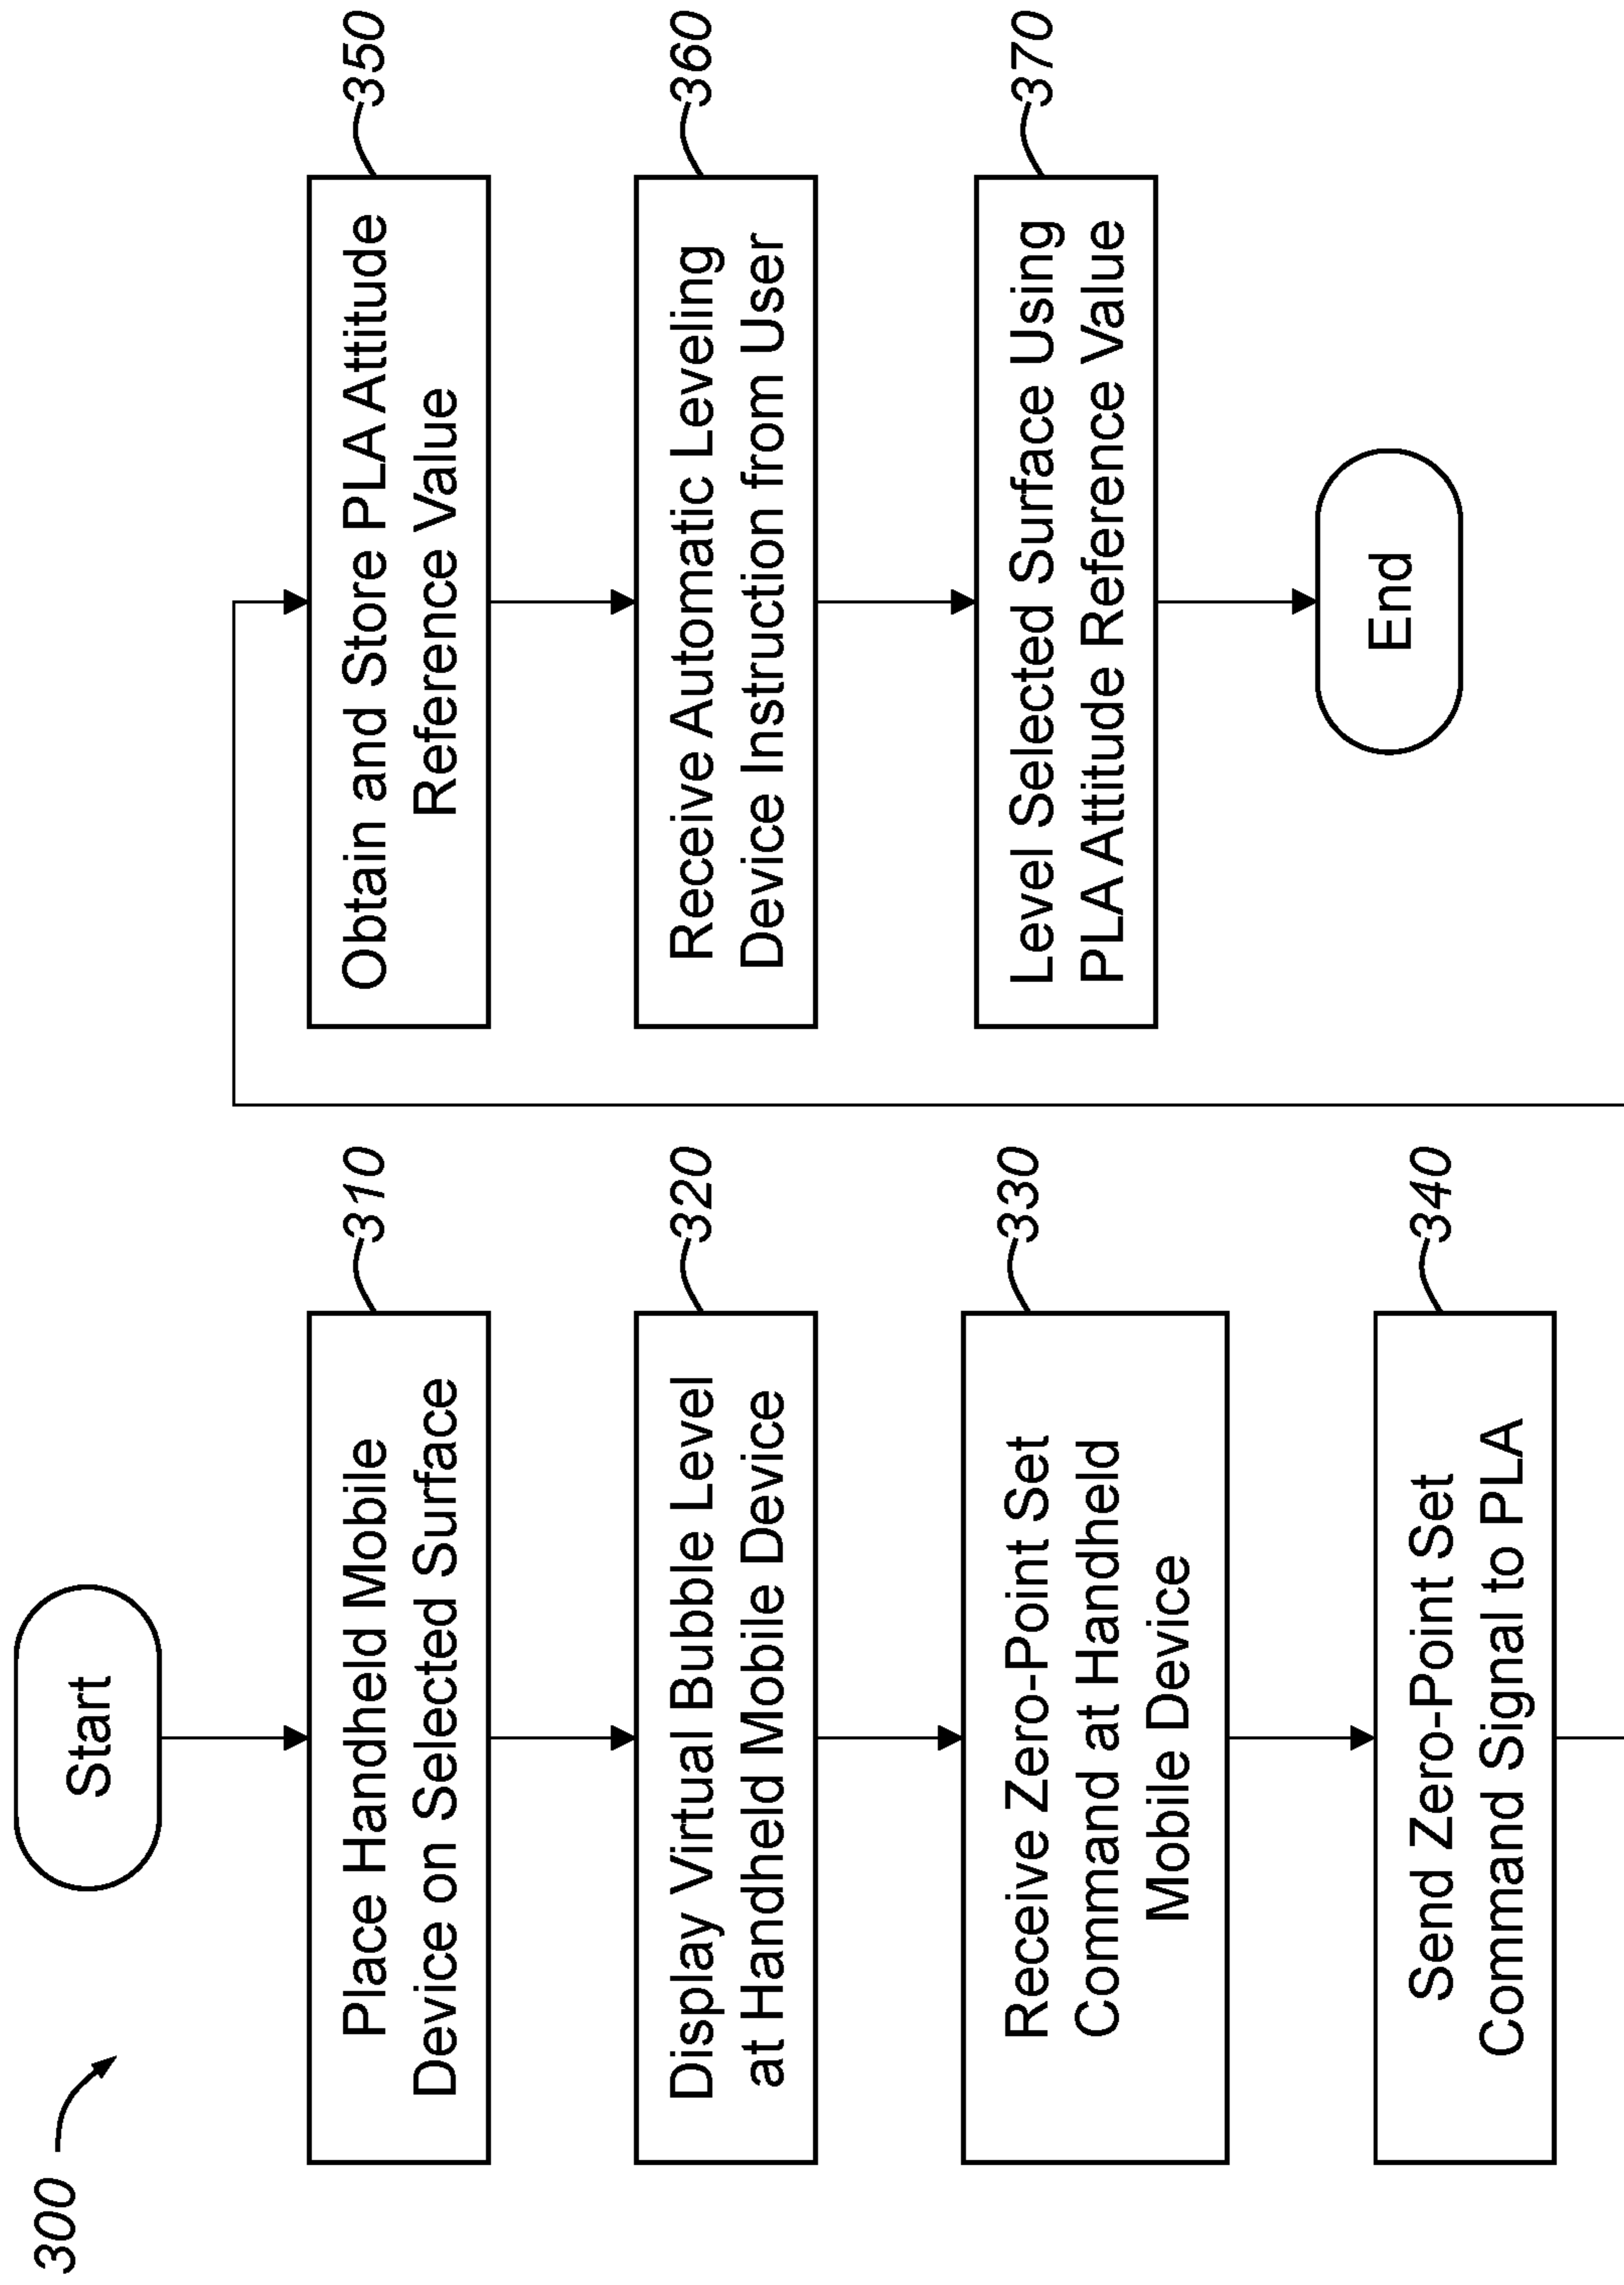 300
Start
Place Handheld Mobile
Device on Selected Surface
310
Display Virtual Bubble Level
at Handheld Mobile Device
320
Receive Zero-Point Set
Command at Handheld
Mobile Device
330
Send Zero-Point Set
Command Signal to PLA
340
Obtain and Store PLA Attitude
Reference Value
350
Receive Automatic Leveling
Device Instruction from User
360
Level Selected Surface Using
PLA Attitude Reference Value
370
End